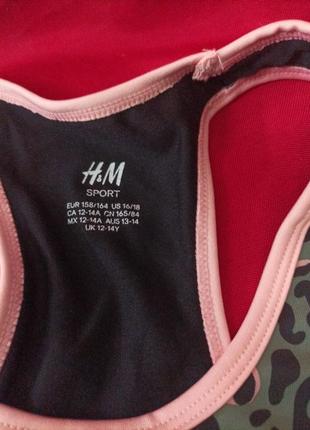 H&M
SPORT
EUR 158/164 US 16/18
CA 12-14A CN 165/84
MX 12-14A AUS 13-14
UK 12-14Y